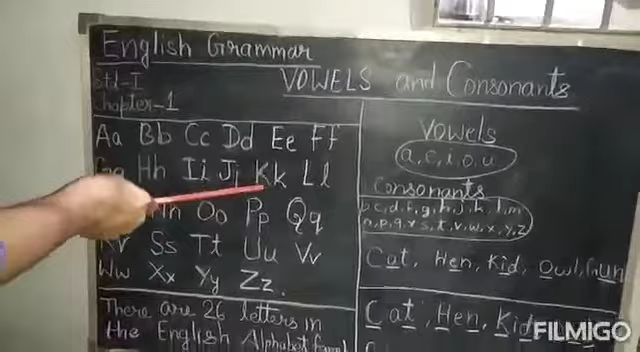 English Grammar
Std-I
Chapter-1
VOWELS and Consonants
Aa Bb Cc Dd Ee Ff
Hh Ii Jj Kk Ll
Oo Pp Qq
Ss Tt Uu Vv
Ww Xx Yy Zz.
There are 26 letters in
the English Alphabet
Vowels
a, e, i, o, u
Consonants
b, c, d, f, g, h, j, k, l, m
n, p, q, r, s, t, v, w, x, y, z
Cat, Hen, Kid, Owl, Gun
Cat, Hen, Kid
FILMIGO